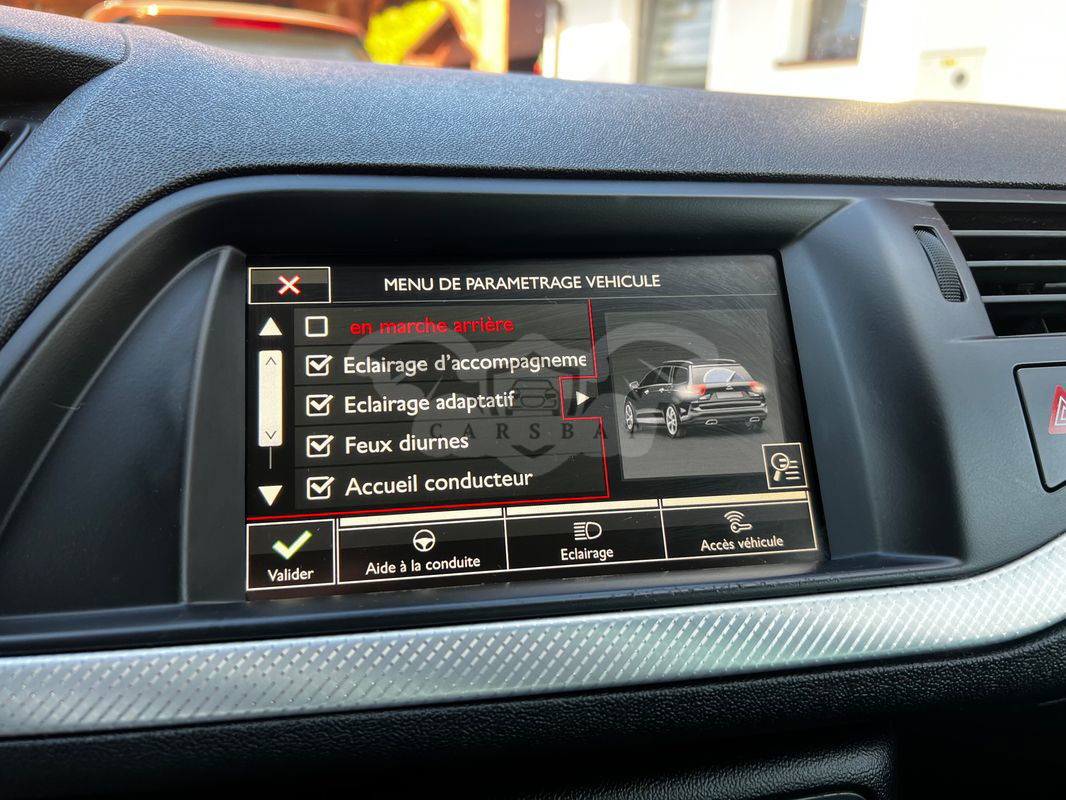 MENU DE PARAMETRAGE VEHICULE
en marche arrière
Eclairage d'accompagneme
Eclairage adaptatif
Feux diurnes
Accueil conducteur
CARSBAY
Valider
Aide à la conduite
Eclairage
Accès véhicule